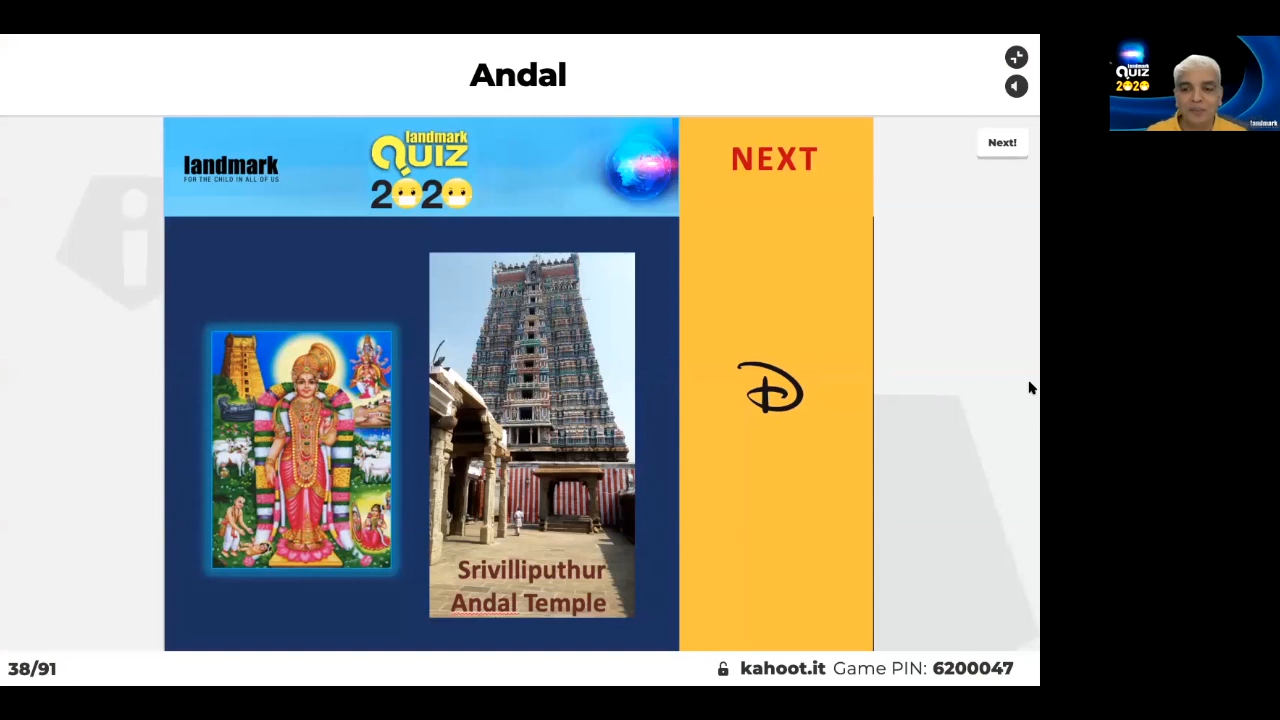 Andal
Next!
landmark
FOR THE CHILD IN ALL OF US
landmark
QUIZ
2020
NEXT
D
Srivilliputhur
Andal Temple
38/91
kahoot.it Game PIN: 6200047
landmark
QUIZ
2020
landmark